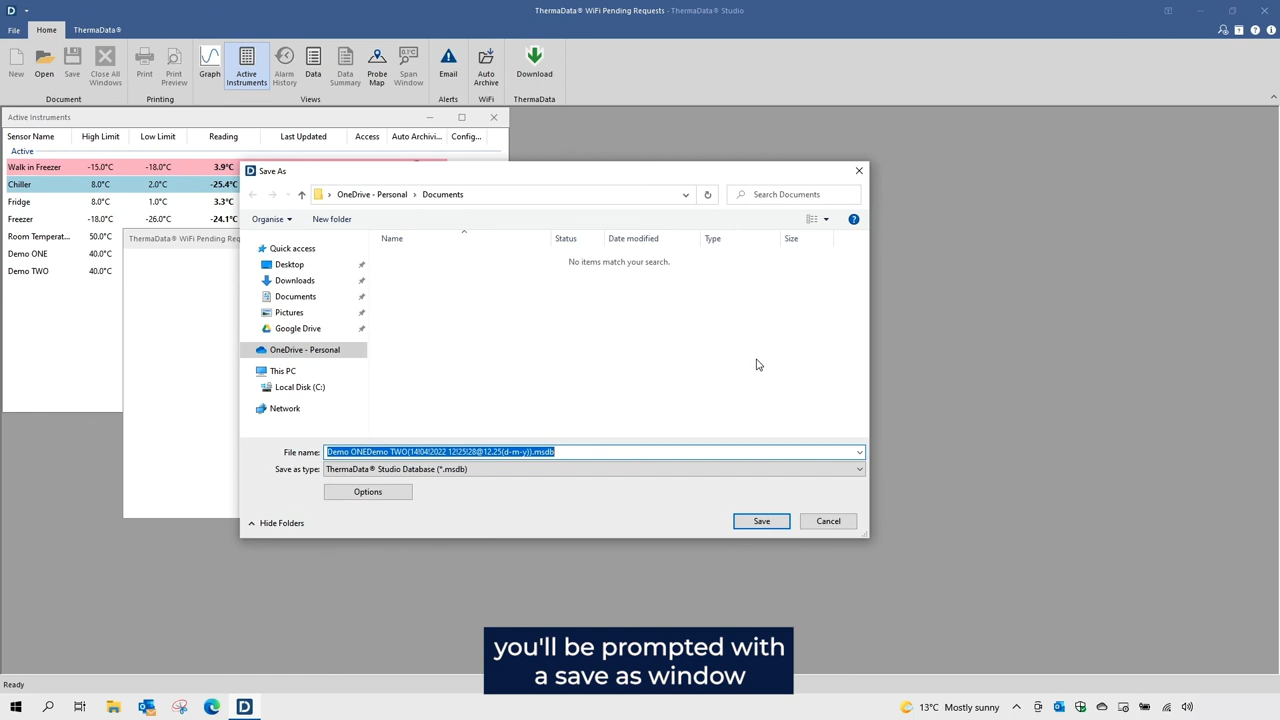 ThermaData® WiFi Pending Requests - ThermaData® Studio
File Home ThermaData®
New Open Save Close All Windows Print Print Preview Graph Active Instruments Alarm History Data Data Summary Probe Map Span Window Email Auto Archive Download
Document Printing Views Alerts WiFi ThermaData
Active Instruments
Sensor Name High Limit Low Limit Reading Last Updated Access Auto Archivi... Config...
Active
Walk in Freezer -15.0°C -18.0°C 3.9°C
Chiller 8.0°C 2.0°C -25.4°C
Fridge 8.0°C 1.0°C 3.3°C
Freezer -18.0°C -26.0°C -24.1°C
Room Temperat... 50.0°C
Demo ONE 40.0°C
Demo TWO 40.0°C
ThermaData® WiFi Pending Req
Save As
OneDrive - Personal > Documents
Search Documents
Organise New folder
Name Status Date modified Type Size
No items match your search.
Quick access
Desktop
Downloads
Documents
Pictures
Google Drive
OneDrive - Personal
This PC
Local Disk (C:)
Network
File name: Demo ONEDemo TWO(14!04!2022 12!25!28@12.25(d-m-y)).msdb
Save as type: ThermaData® Studio Database (*.msdb)
Options
Hide Folders
Save Cancel
you'll be prompted with
a save as window
Ready
13°C Mostly sunny